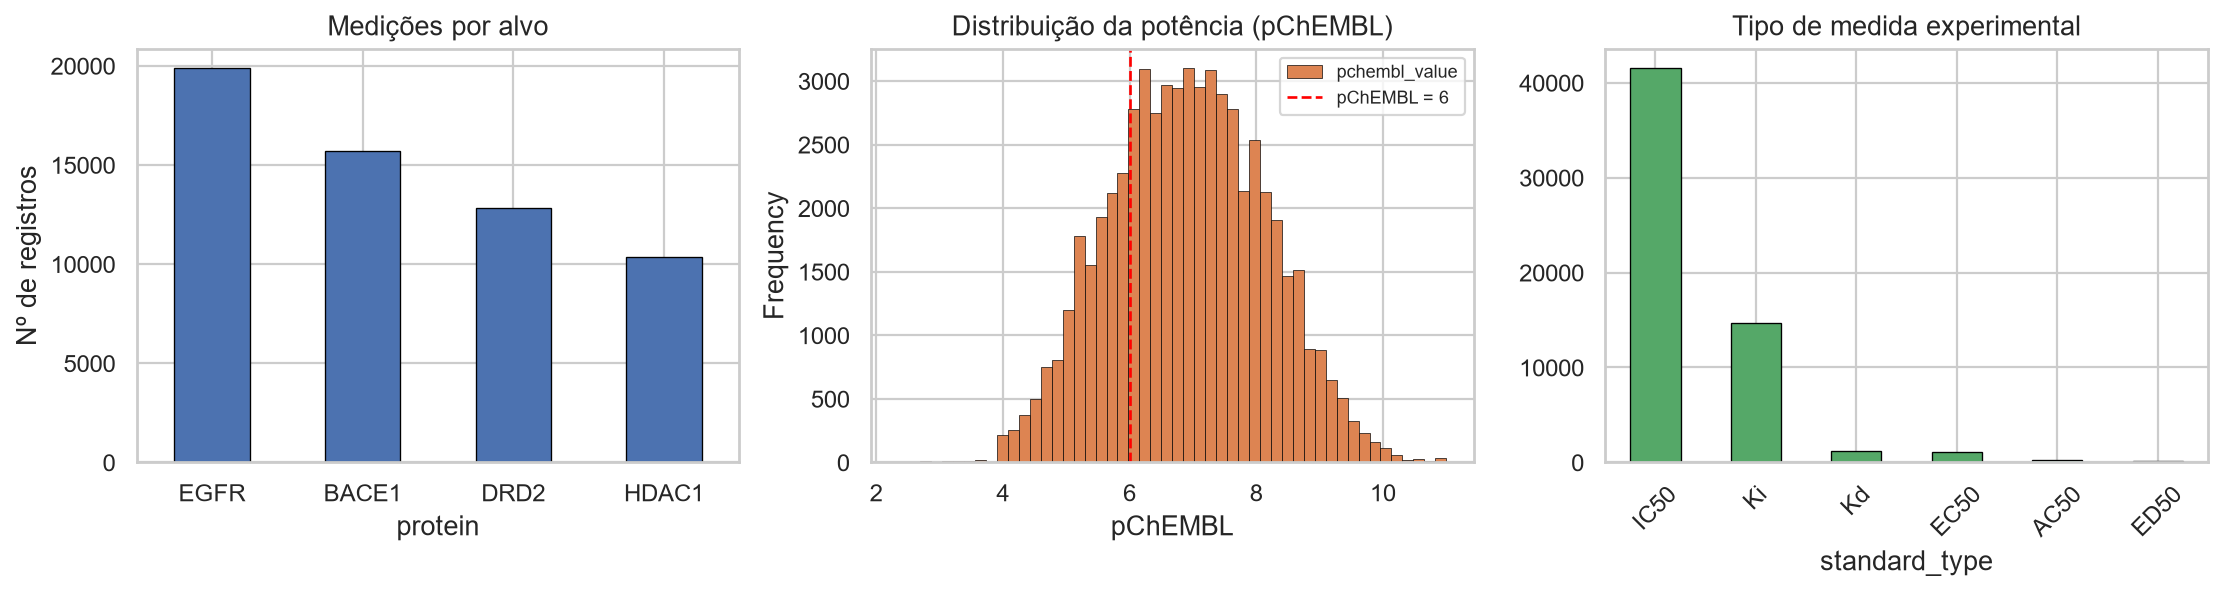 Medições por alvo
20000
15000
10000
5000
0
Nº de registros
EGFR
BACE1
DRD2
HDAC1
protein
Distribuição da potência (pChEMBL)
pchembl_value
pChEMBL = 6
3000
2500
2000
1500
1000
500
0
Frequency
2
4
6
8
10
pChEMBL
Tipo de medida experimental
40000
30000
20000
10000
0
IC50
Ki
Kd
EC50
AC50
ED50
standard_type